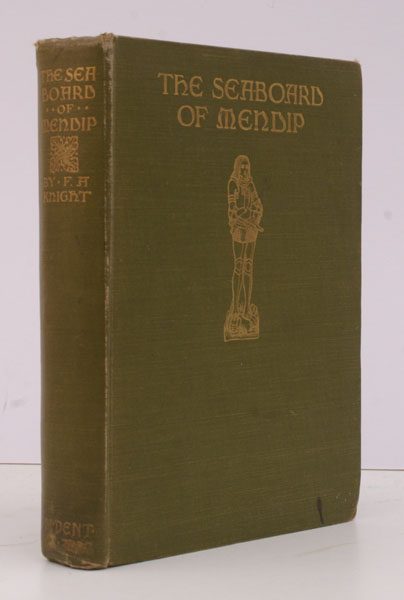 THE SEA
BOARD
OF
MENDIP
BY · F. A
KNIGHT
DENT
THE SEABOARD
OF MENDIP